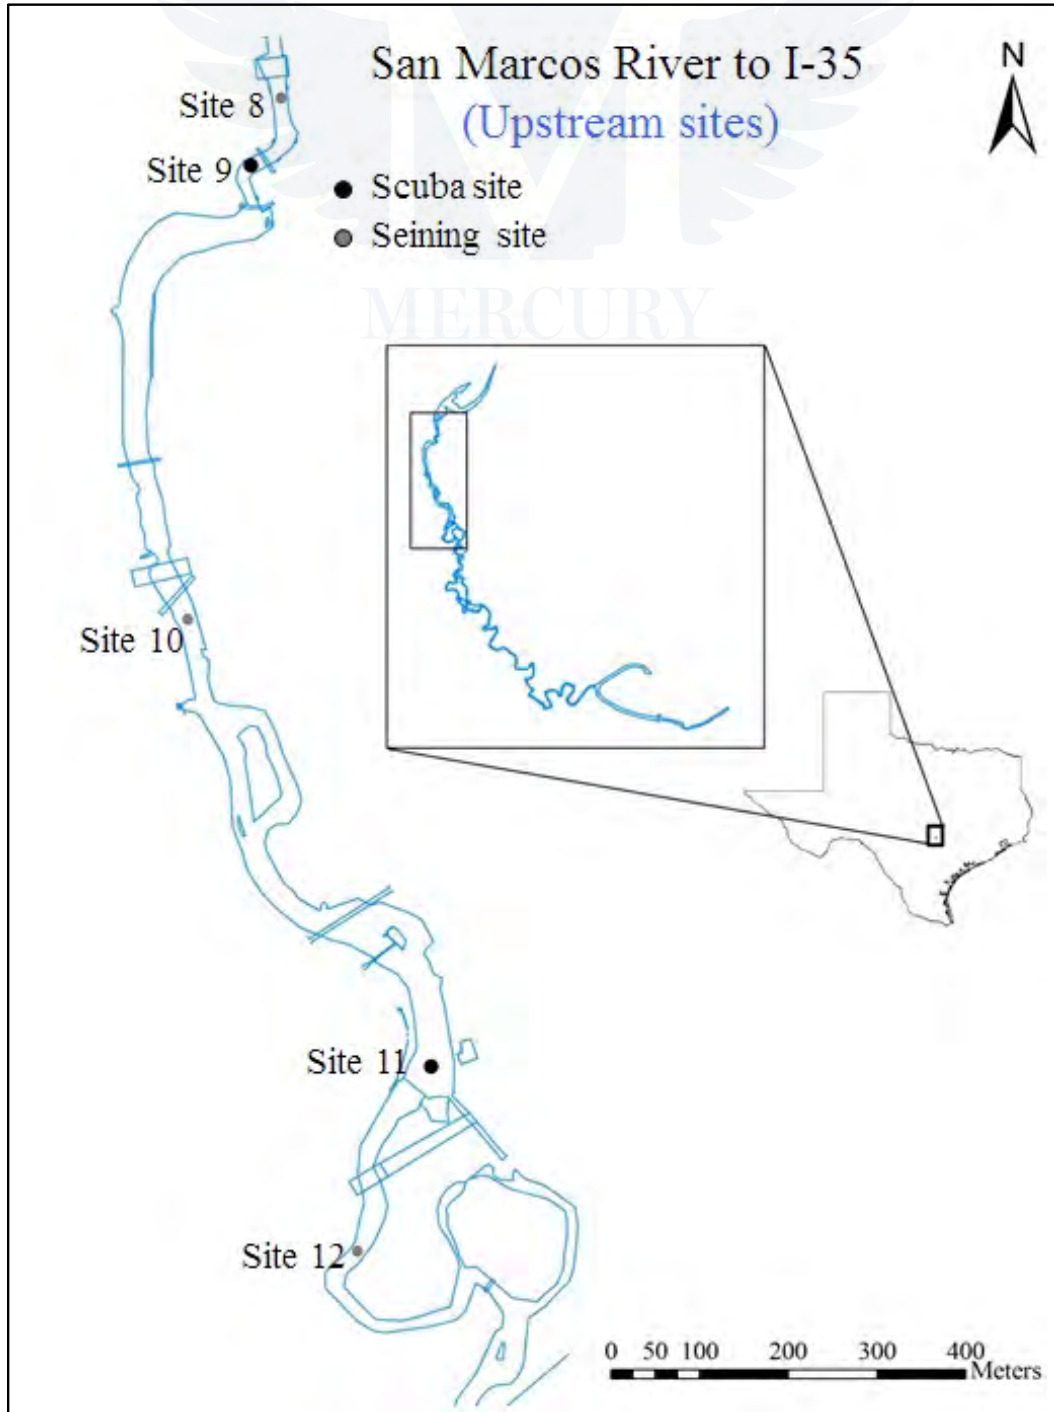 San Marcos River to I-35
(Upstream sites)
N
Scuba site
Seining site
MERCURY
Site 8
Site 9
Site 10
Site 11
Site 12
0 50 100 200 300 400
Meters